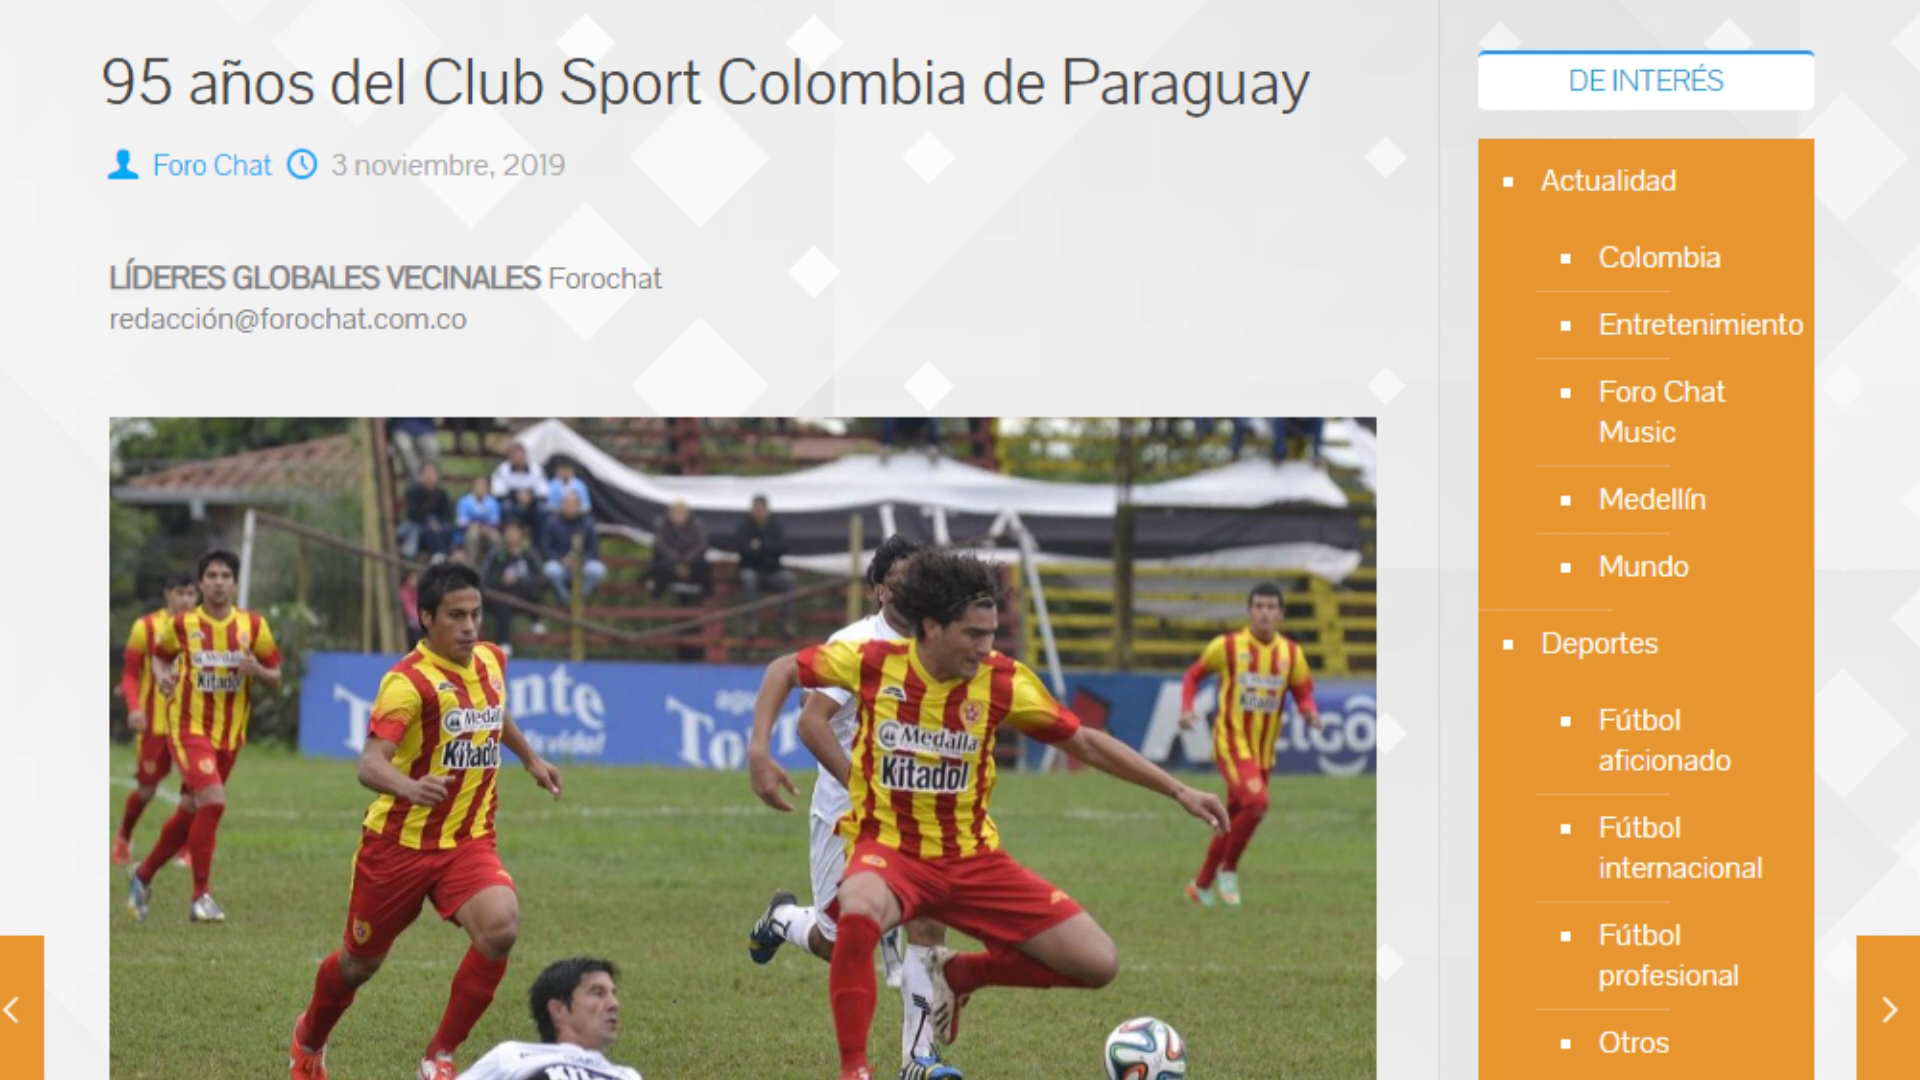 95 años del Club Sport Colombia de Paraguay
Foro Chat 3 noviembre, 2019
LÍDERES GLOBALES VECINALES Forochat
redacción@forochat.com.co
DE INTERÉS
Actualidad
Colombia
Entretenimiento
Foro Chat
Music
Medellín
Mundo
Deportes
Fútbol
aficionado
Fútbol
internacional
Fútbol
profesional
Otros
Medalla
Kitadol
Medalla
Kitadol